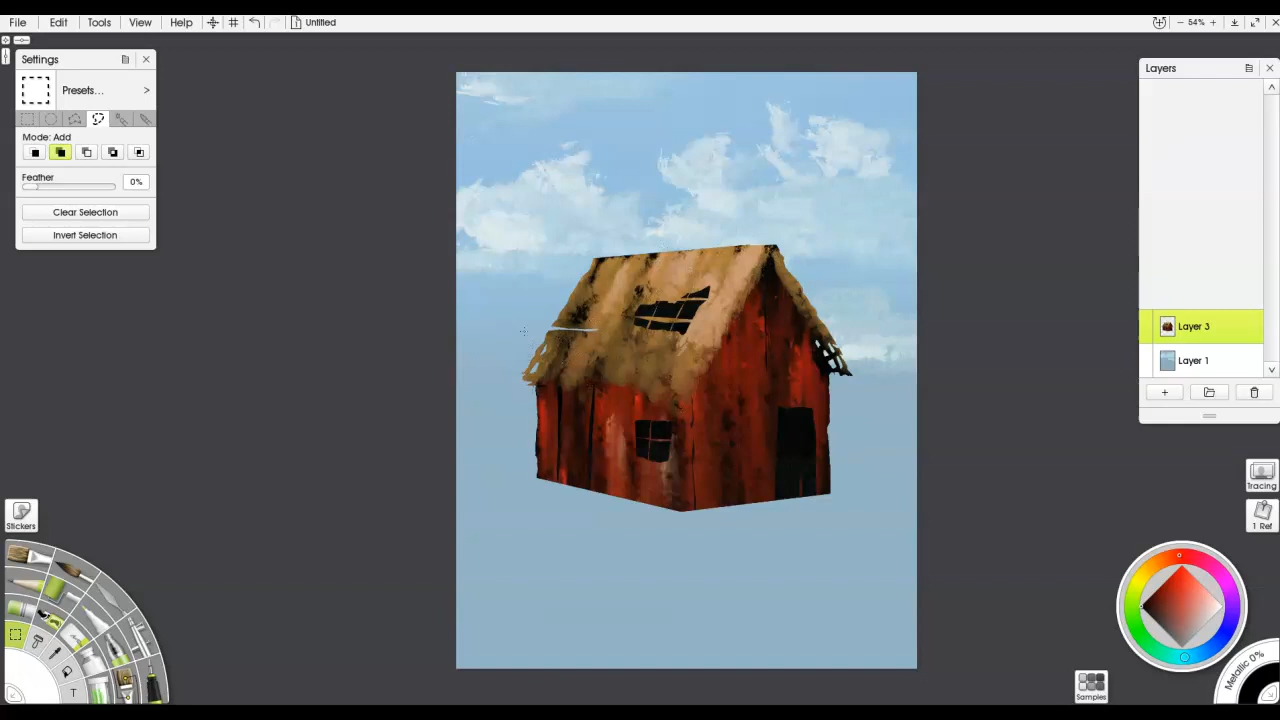 File Edit Tools View Help Untitled 54%
Settings
Presets...
Mode: Add
Feather
0%
Clear Selection
Invert Selection
Layers
Layer 3
Layer 1
Tracing
1 Ref
Stickers
T
Samples
Metallic 0%